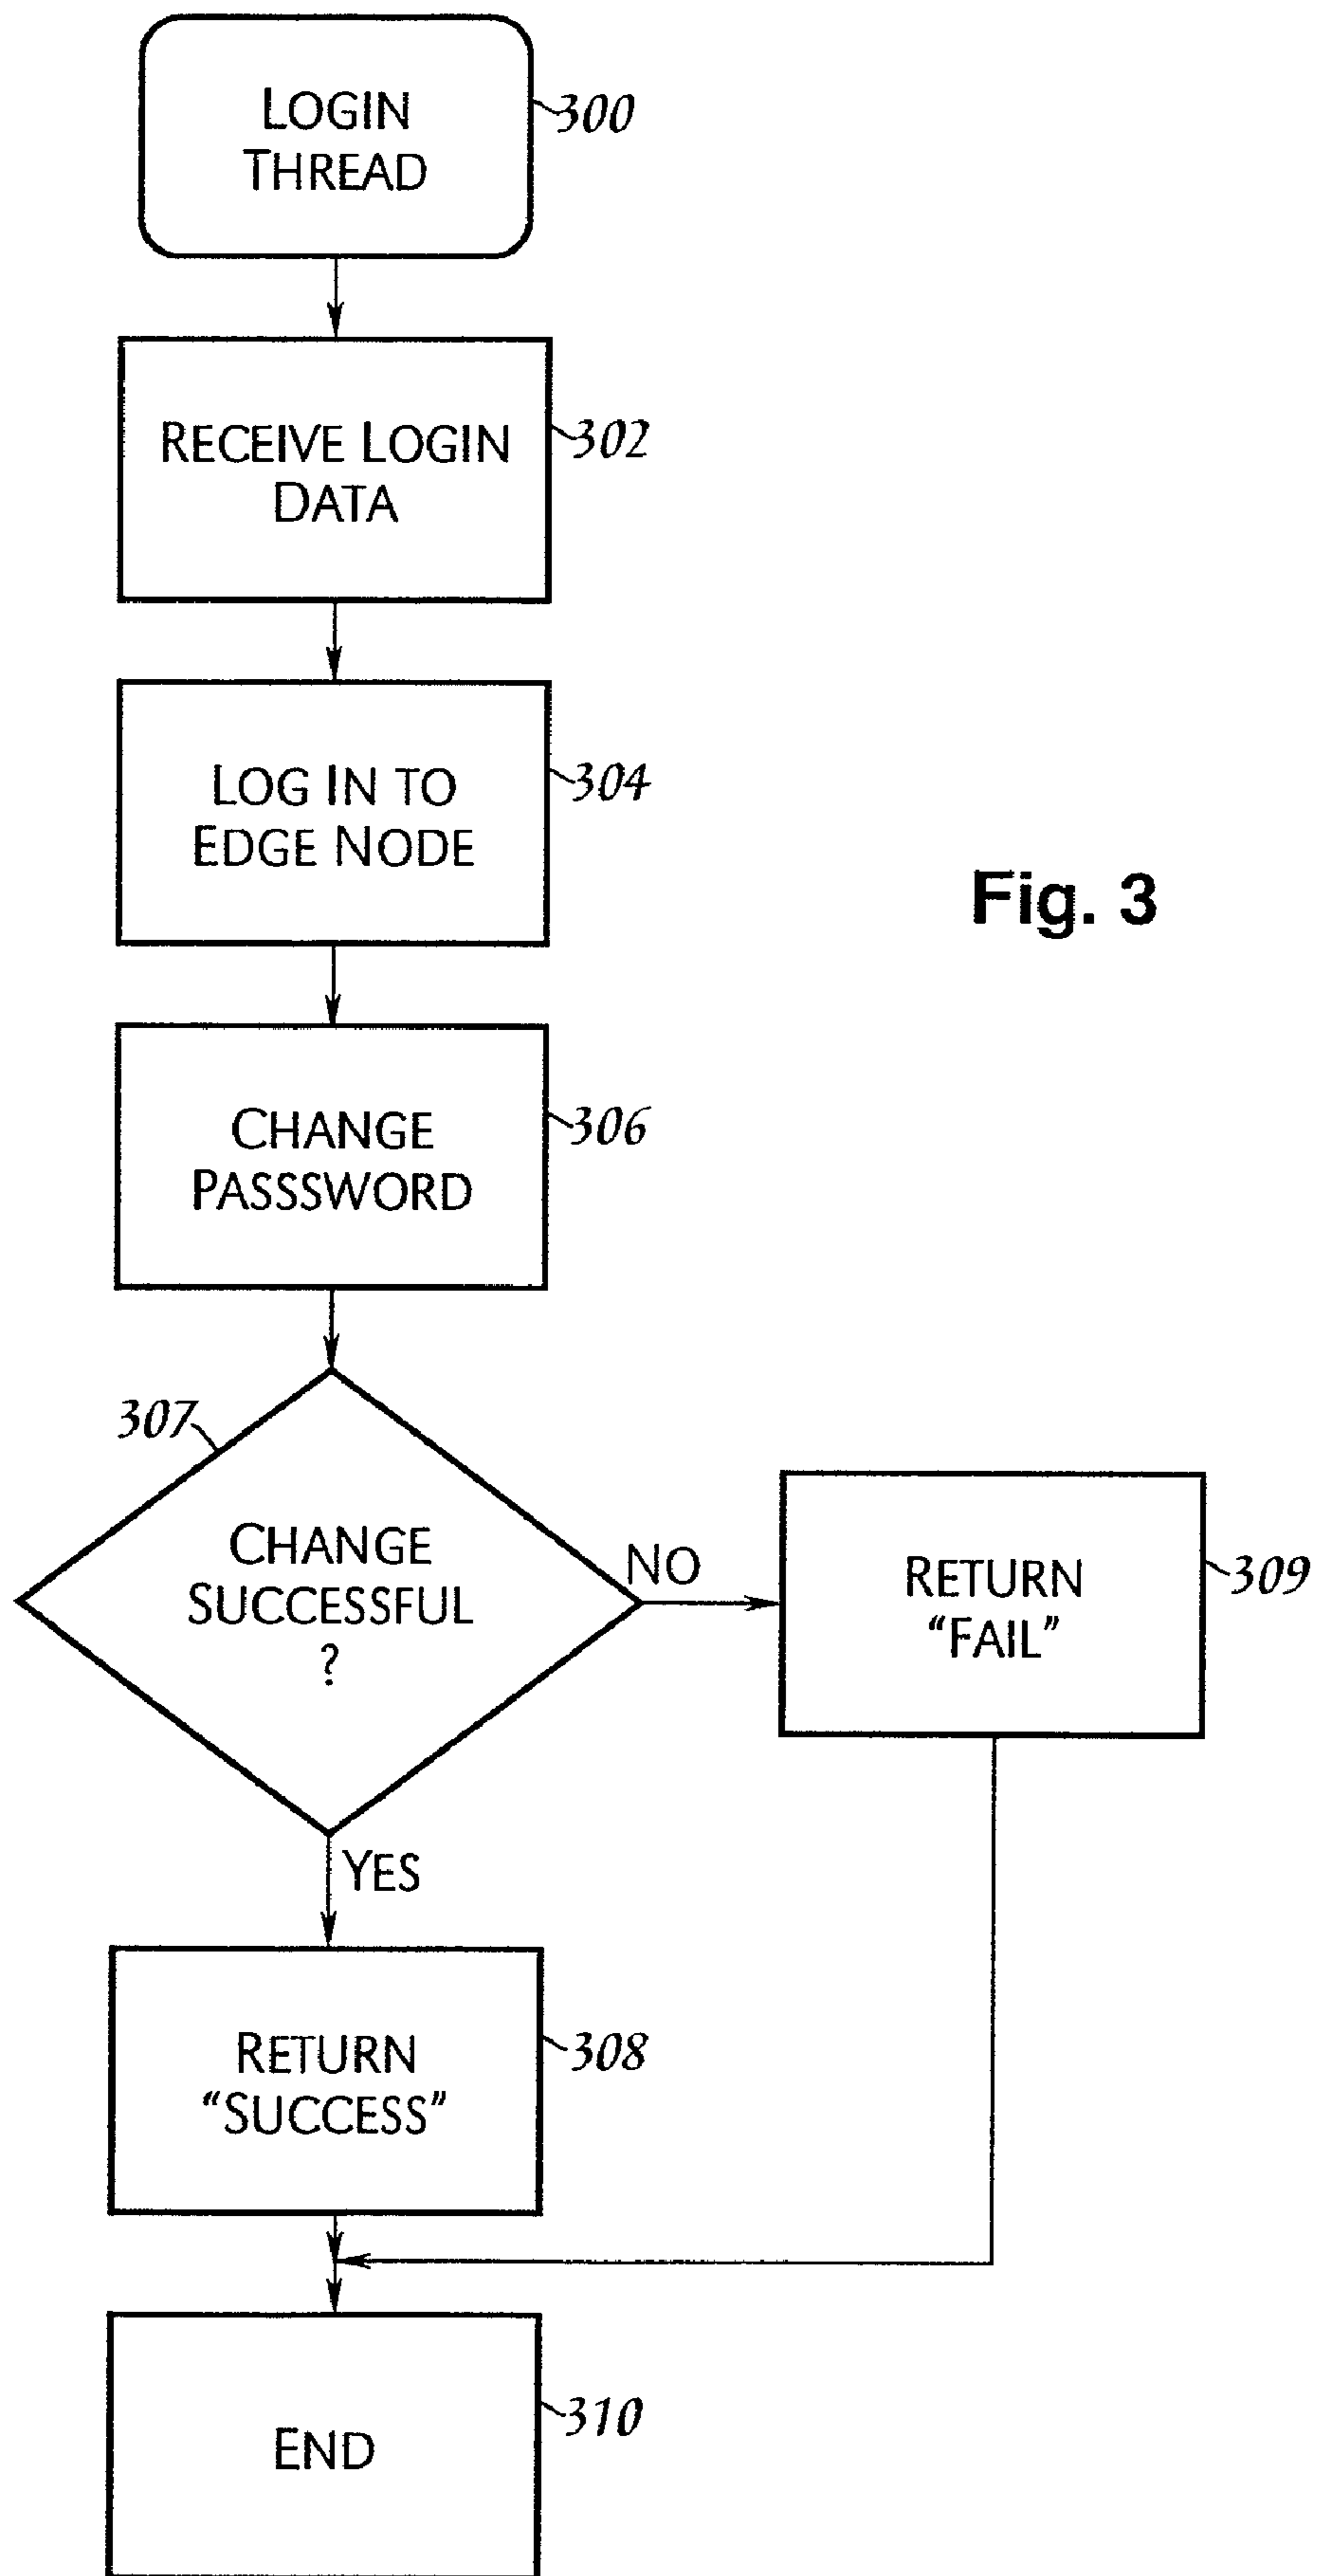 LOGIN
THREAD
300
RECEIVE LOGIN
DATA
302
LOG IN TO
EDGE NODE
304
Fig. 3
CHANGE
PASSSWORD
306
307
CHANGE
SUCCESSFUL
?
NO
RETURN
“FAIL”
309
YES
RETURN
“SUCCESS”
308
END
310